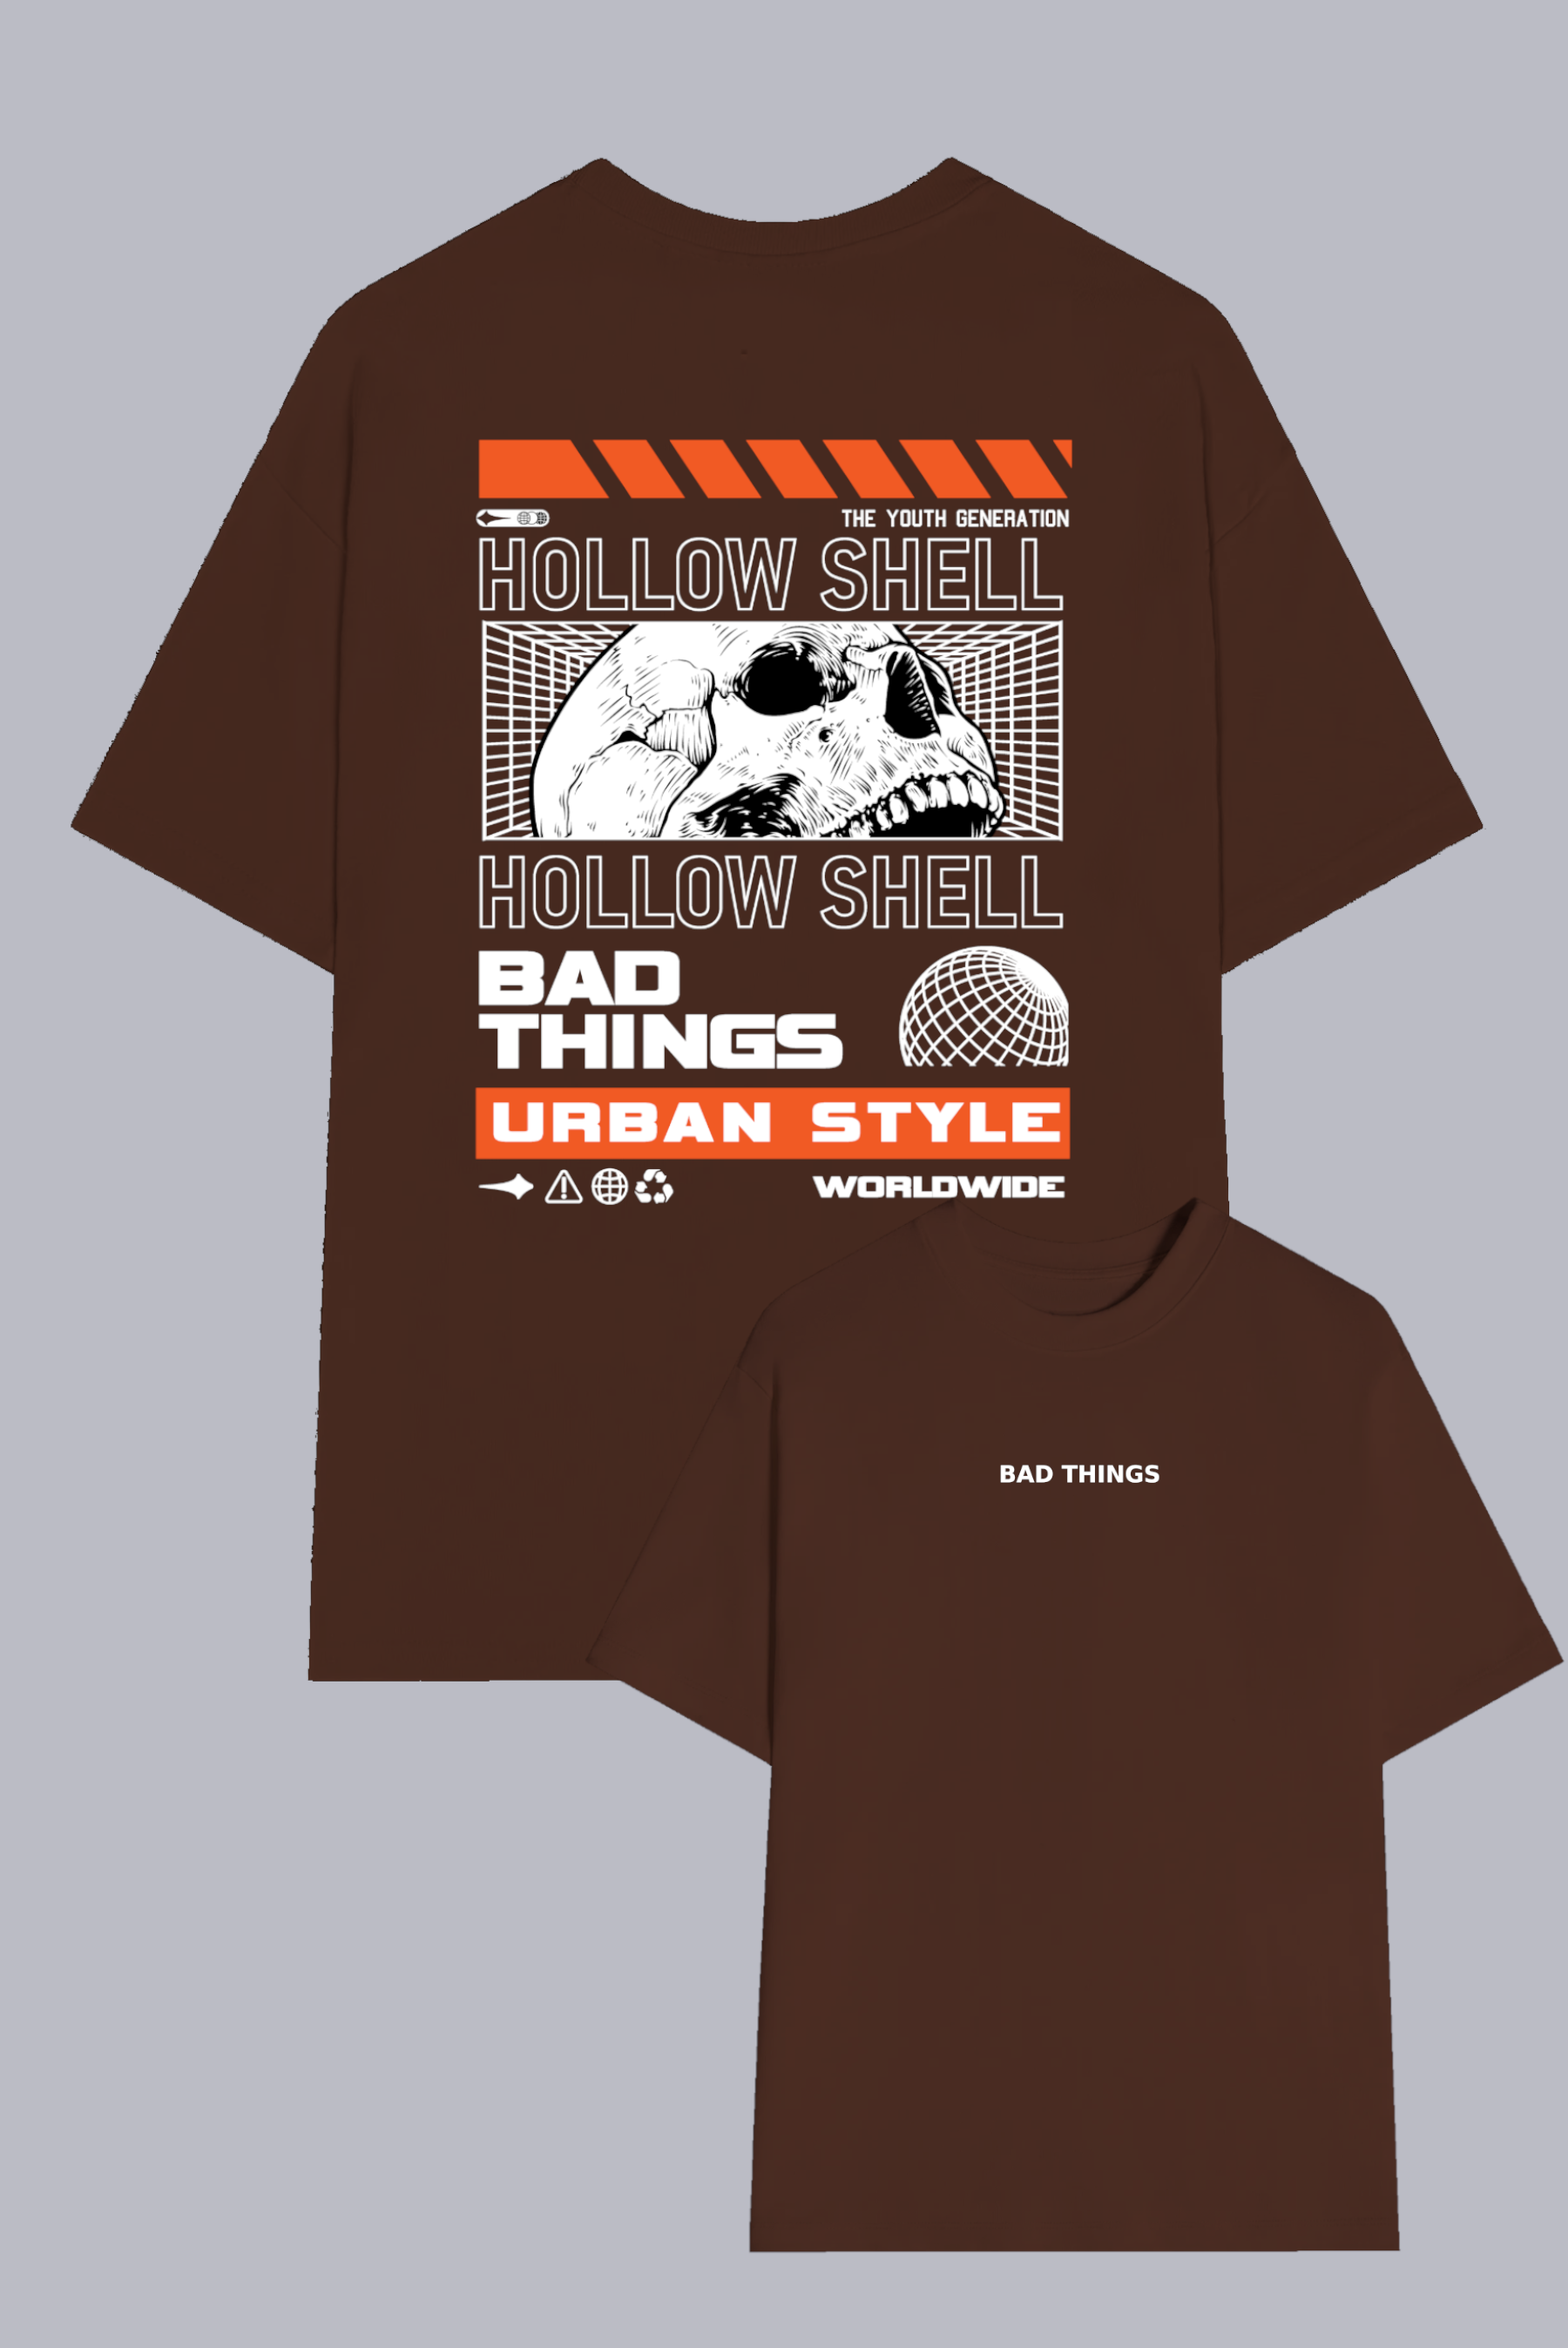 THE YOUTH GENERATION
HOLLOW SHELL
HOLLOW SHELL
BAD
THINGS
URBAN STYLE
WORLDWIDE
BAD THINGS